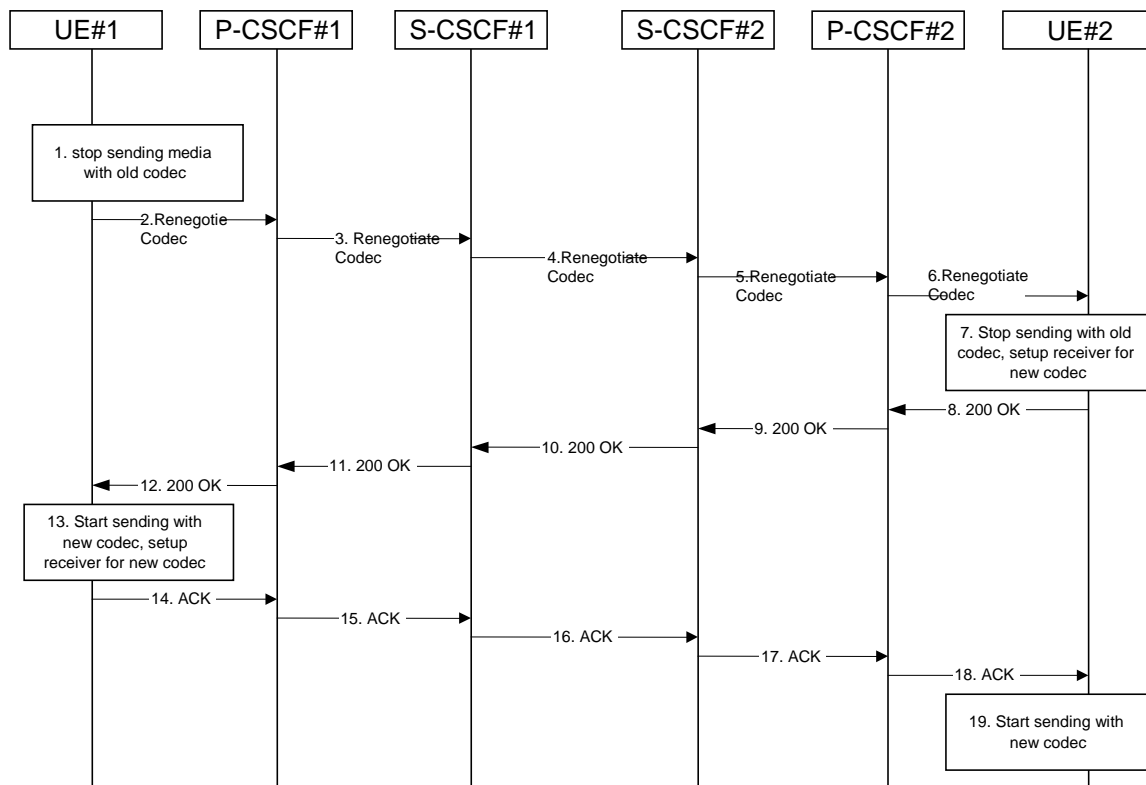 UE#1
P-CSCF#1
S-CSCF#1
S-CSCF#2
P-CSCF#2
UE#2
1. stop sending media
with old codec
2.Renegotie
Codec
3. Renegotiate
Codec
4.Renegotiate
Codec
5.Renegotiate
Codec
6.Renegotiate
Codec
7. Stop sending with old
codec, setup receiver for
new codec
8. 200 OK
9. 200 OK
10. 200 OK
11. 200 OK
12. 200 OK
13. Start sending with
new codec, setup
receiver for new codec
14. ACK
15. ACK
16. ACK
17. ACK
18. ACK
19. Start sending with
new codec